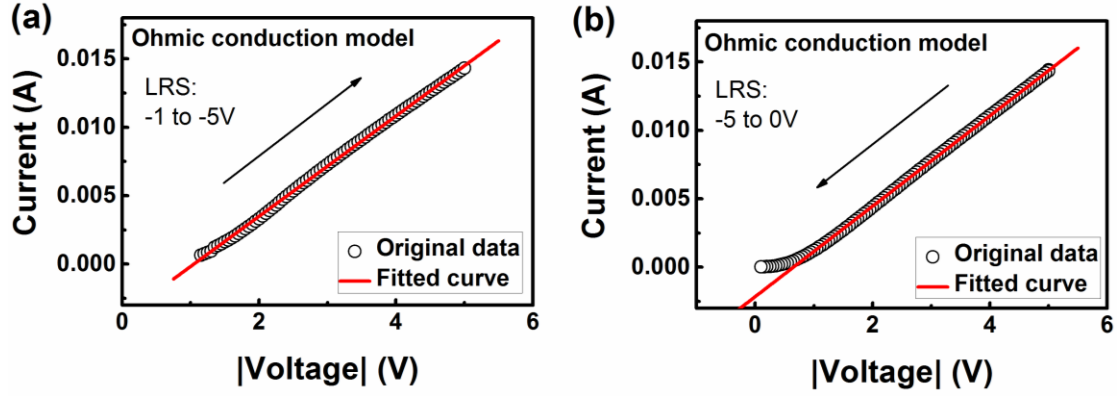 (a)
Ohmic conduction model
LRS:
-1 to -5V
0.015
0.010
0.005
0.000
Current (A)
Original data
Fitted curve
0 2 4 6
|Voltage| (V)
(b)
Ohmic conduction model
LRS:
-5 to 0V
0.015
0.010
0.005
0.000
Current (A)
Original data
Fitted curve
0 2 4 6
|Voltage| (V)